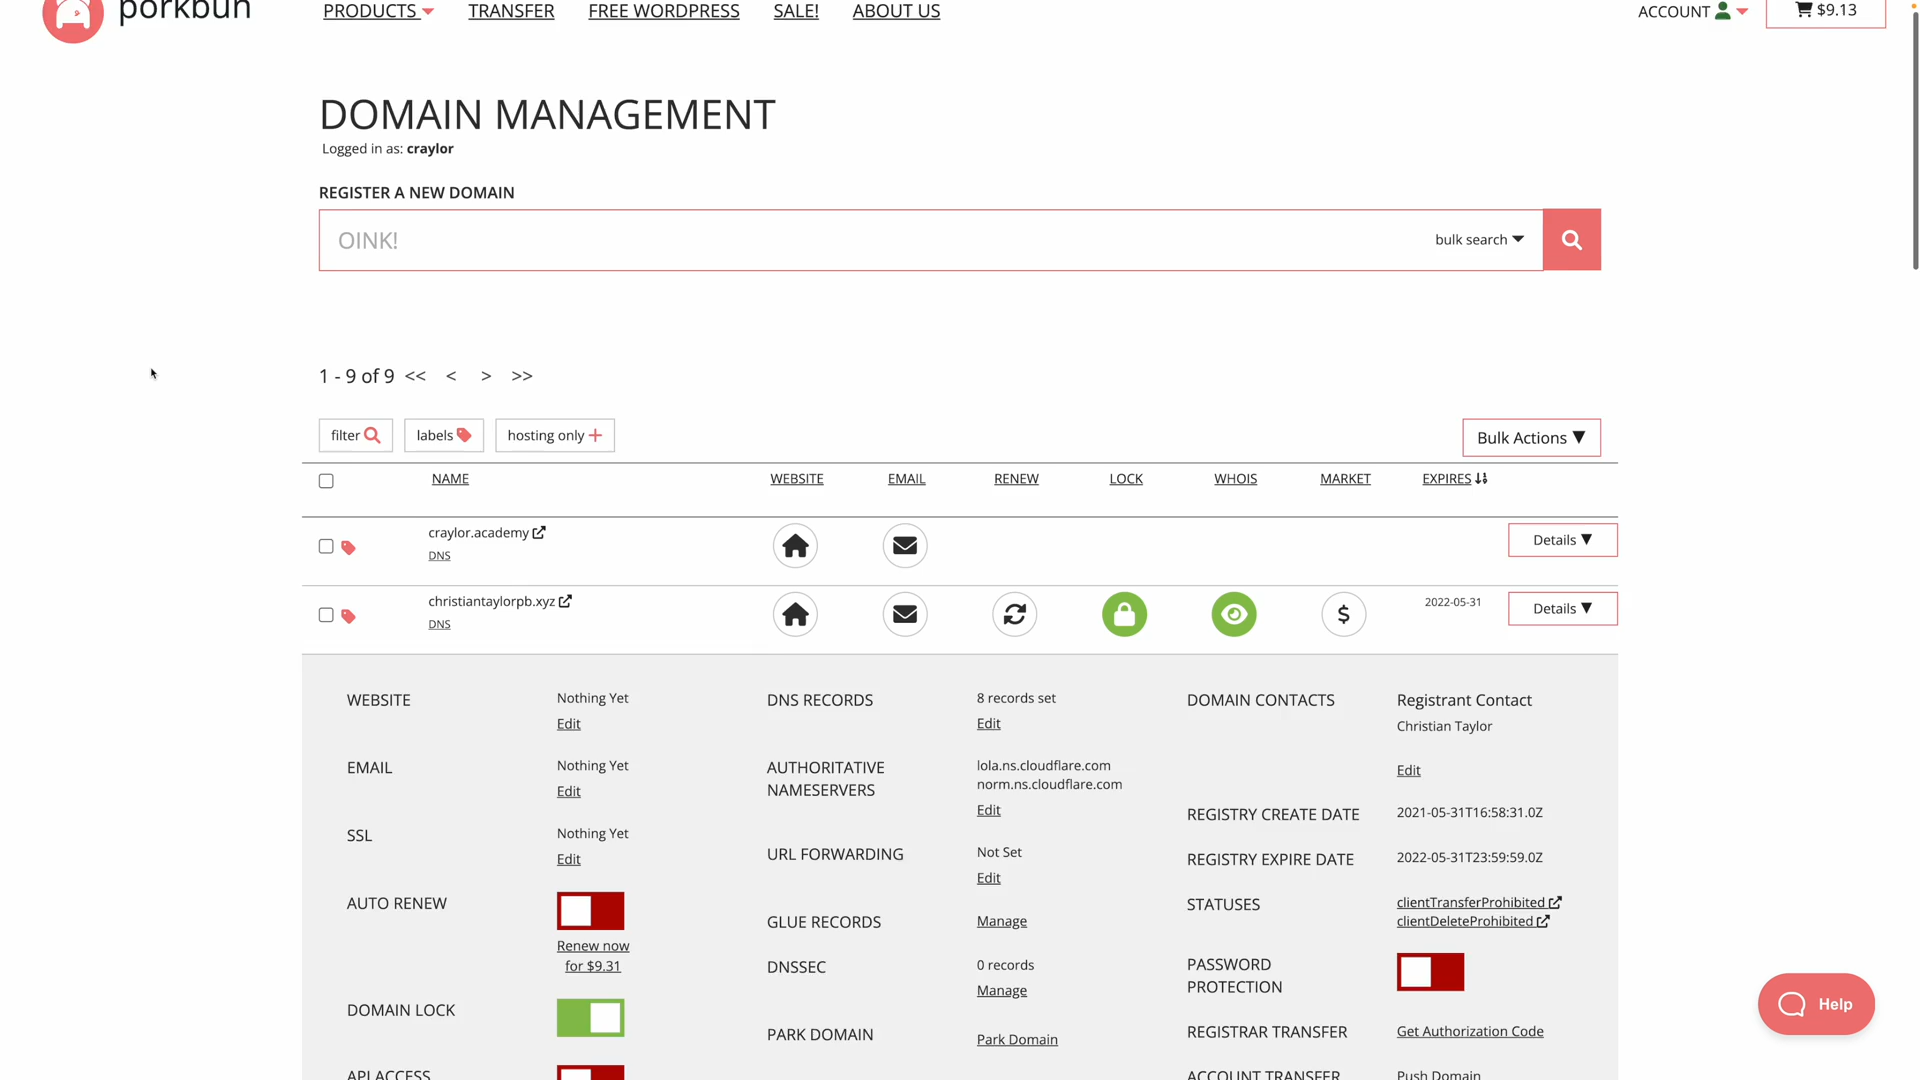 porkbun
PRODUCTS TRANSFER FREE WORDPRESS SALE! ABOUT US ACCOUNT $9.13
DOMAIN MANAGEMENT
Logged in as: craylor
REGISTER A NEW DOMAIN
OINK! bulk search
1 - 9 of 9 << < > >>
filter labels hosting only + Bulk Actions ▼
NAME WEBSITE EMAIL RENEW LOCK WHOIS MARKET EXPIRES
craylor.academy Details ▼
DNS
christiantaylorpb.xyz $ 2022-05-31 Details ▼
DNS
WEBSITE Nothing Yet
Edit
EMAIL Nothing Yet
Edit
SSL Nothing Yet
Edit
AUTO RENEW
Renew now
for $9.31
DOMAIN LOCK
API ACCESS
DNS RECORDS 8 records set
Edit
AUTHORITATIVE NAMESERVERS lola.ns.cloudflare.com
norm.ns.cloudflare.com
Edit
URL FORWARDING Not Set
Edit
GLUE RECORDS Manage
DNSSEC 0 records
Manage
PARK DOMAIN Park Domain
DOMAIN CONTACTS Registrant Contact
Christian Taylor
Edit
REGISTRY CREATE DATE 2021-05-31T16:58:31.0Z
REGISTRY EXPIRE DATE 2022-05-31T23:59:59.0Z
STATUSES clientTransferProhibited
clientDeleteProhibited
PASSWORD
PROTECTION
REGISTRAR TRANSFER Get Authorization Code
ACCOUNT TRANSFER Push Domain
Help